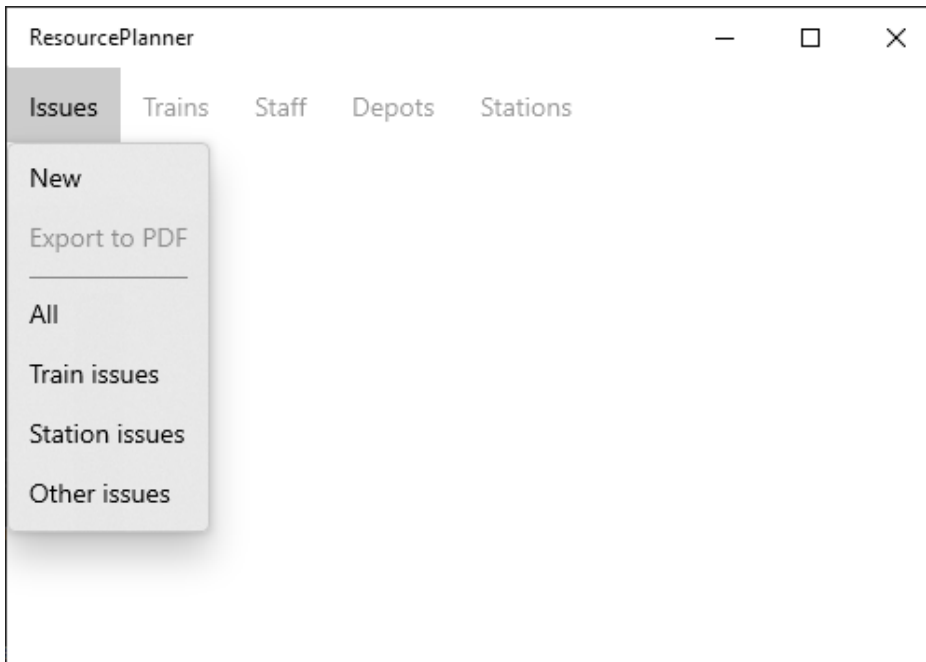 ResourcePlanner
Issues Trains Staff Depots Stations
New
Export to PDF
All
Train issues
Station issues
Other issues